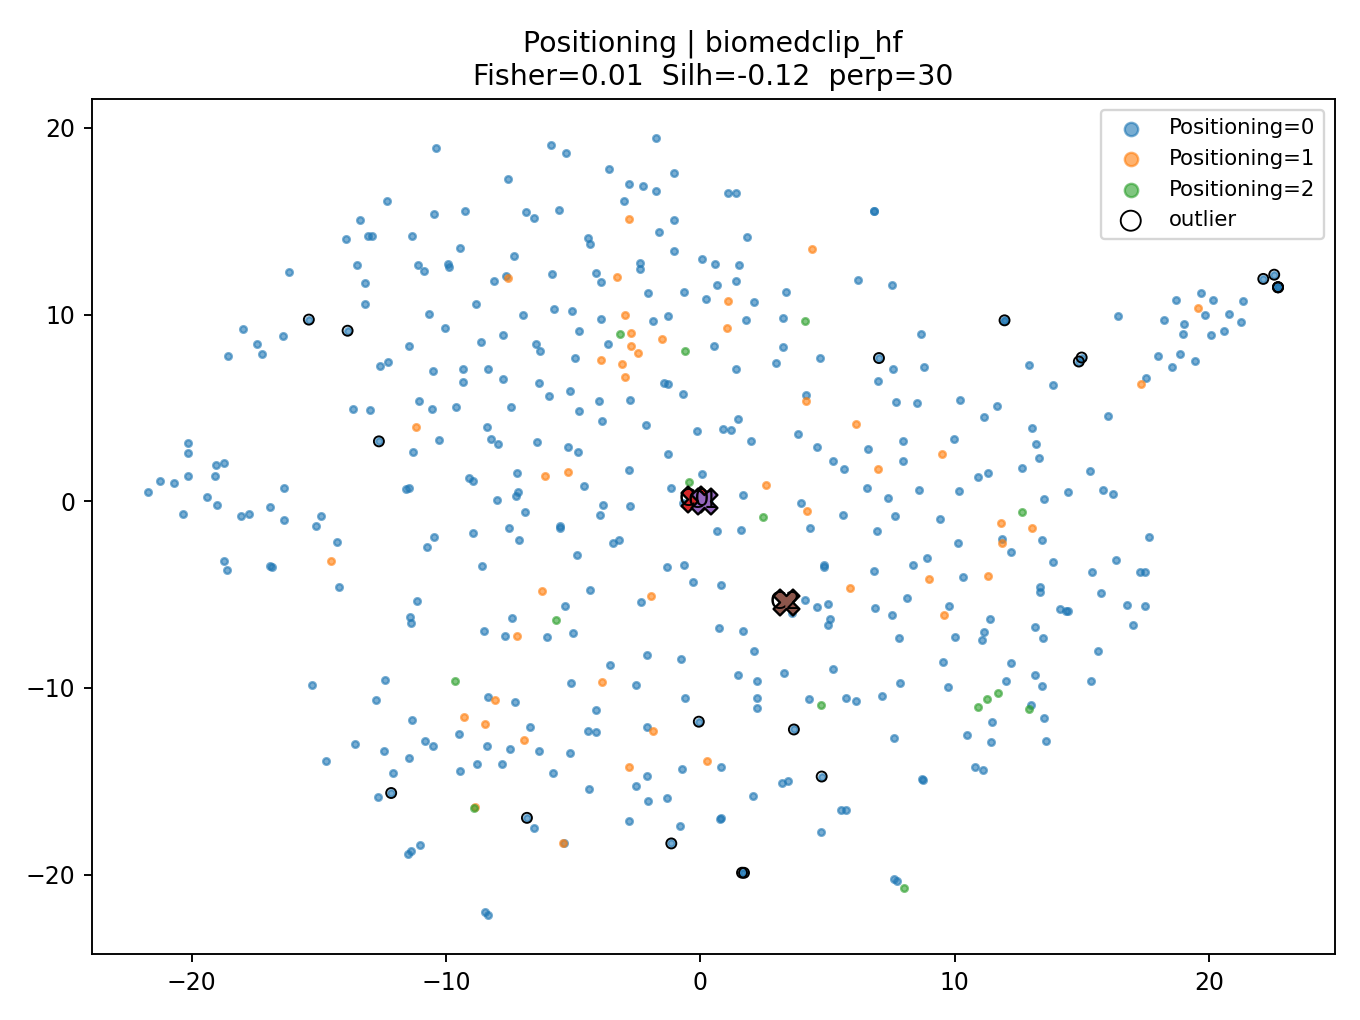 Positioning | biomedclip_hf
Fisher=0.01 Silh=-0.12 perp=30
Positioning=0
Positioning=1
Positioning=2
outlier
20
10
0
−10
−20
−20
−10
0
10
20